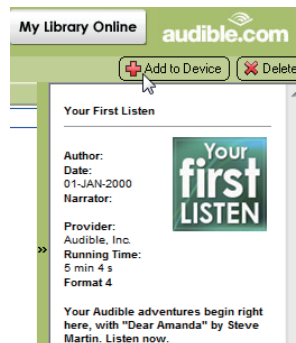 My Library Online
audible.com
Add to Device
Delete
Your First Listen
Author:
Date:
01-JAN-2000
Narrator:
Your
first
LISTEN
Provider:
Audible, Inc.
Running Time:
5 min 4 s
Format 4
»
Your Audible adventures begin right
here, with "Dear Amanda" by Steve
Martin. Listen now.